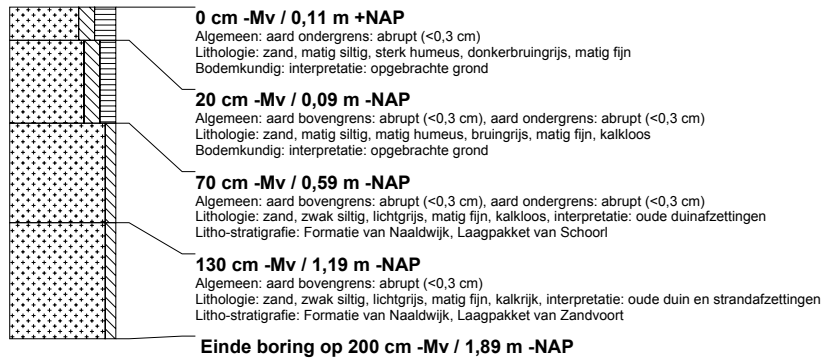 0 cm -Mv / 0,11 m +NAP
Algemeen: aard ondergrens: abrupt (<0,3 cm)
Lithologie: zand, matig siltig, sterk humeus, donkerbruingrijs, matig fijn
Bodemkundig: interpretatie: opgebrachte grond
20 cm -Mv / 0,09 m -NAP
Algemeen: aard bovengrens: abrupt (<0,3 cm), aard ondergrens: abrupt (<0,3 cm)
Lithologie: zand, matig siltig, matig humeus, bruingrijs, matig fijn, kalkloos
Bodemkundig: interpretatie: opgebrachte grond
70 cm -Mv / 0,59 m -NAP
Algemeen: aard bovengrens: abrupt (<0,3 cm), aard ondergrens: abrupt (<0,3 cm)
Lithologie: zand, zwak siltig, lichtgrijs, matig fijn, kalkloos, interpretatie: oude duinafzettingen
Litho-stratigrafie: Formatie van Naaldwijk, Laagpakket van Schoorl
130 cm -Mv / 1,19 m -NAP
Algemeen: aard bovengrens: abrupt (<0,3 cm)
Lithologie: zand, zwak siltig, lichtgrijs, matig fijn, kalkrijk, interpretatie: oude duin en strandafzettingen
Litho-stratigrafie: Formatie van Naaldwijk, Laagpakket van Zandvoort
Einde boring op 200 cm -Mv / 1,89 m -NAP